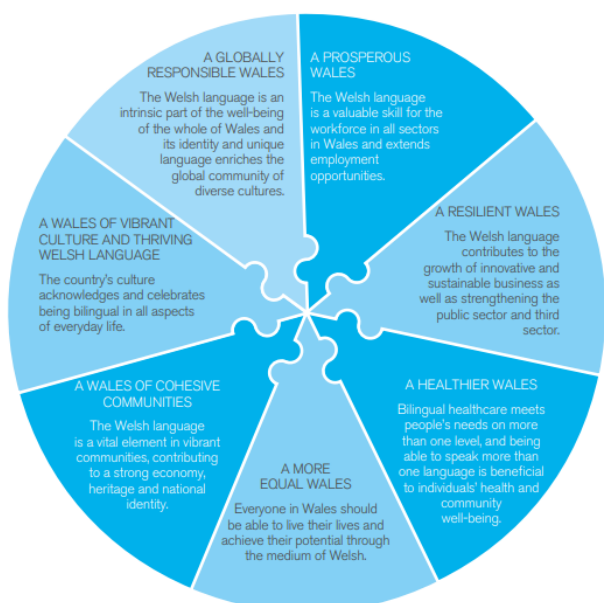 A GLOBALLY
RESPONSIBLE WALES
The Welsh language is an
intrinsic part of the well-being
of the whole of Wales and
its identity and unique
language enriches the
global community of
diverse cultures.
A PROSPEROUS
WALES
The Welsh language
is a valuable skill for the
workforce in all sectors
in Wales and extends
employment
opportunities.
A RESILIENT WALES
The Welsh language
contributes to the
growth of innovative and
sustainable business as
well as strengthening the
public sector and third
sector.
A HEALTHIER WALES
Bilingual healthcare meets
people's needs on more
than one level, and being
able to speak more than
one language is beneficial
to individuals' health and
community
well-being.
A MORE
EQUAL WALES
Everyone in Wales should
be able to live their lives and
achieve their potential through
the medium of Welsh.
A WALES OF COHESIVE
COMMUNITIES
The Welsh language
is a vital element in vibrant
communities, contributing
to a strong economy,
heritage and national
identity.
A WALES OF VIBRANT
CULTURE AND THRIVING
WELSH LANGUAGE
The country's culture
acknowledges and celebrates
being bilingual in all aspects
of everyday life.